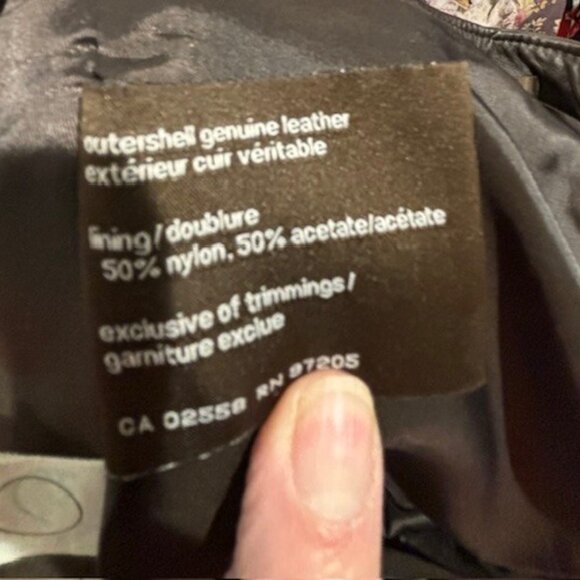 outershell genuine leather
extérieur cuir véritable
lining/doublure
50% nylon, 50% acetate/acétate
exclusive of trimmings/
garniture exclue
CA 02558 RN 87205